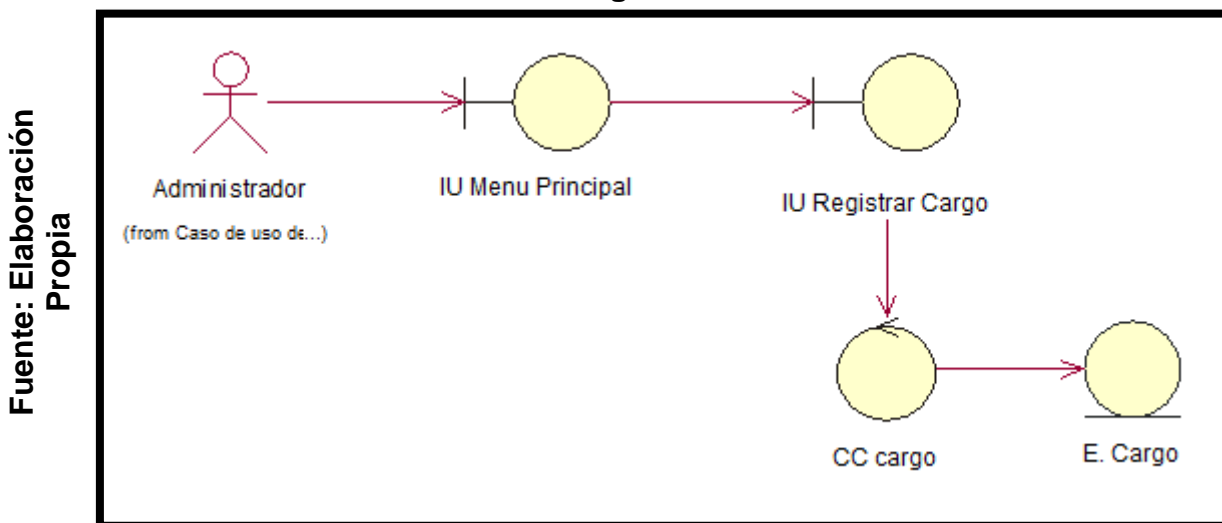 Fuente: Elaboración
Propia
Administrador
(from Caso de uso de...)
IU Menu Principal
IU Registrar Cargo
CC cargo
E. Cargo